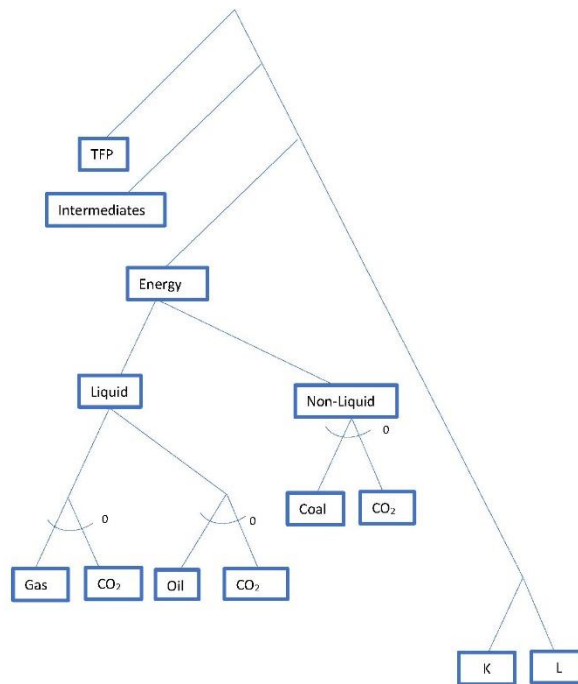 TFP
Intermediates
Energy
Liquid
Non-Liquid
0
Coal
CO₂
0
0
Gas
CO₂
Oil
CO₂
K
L